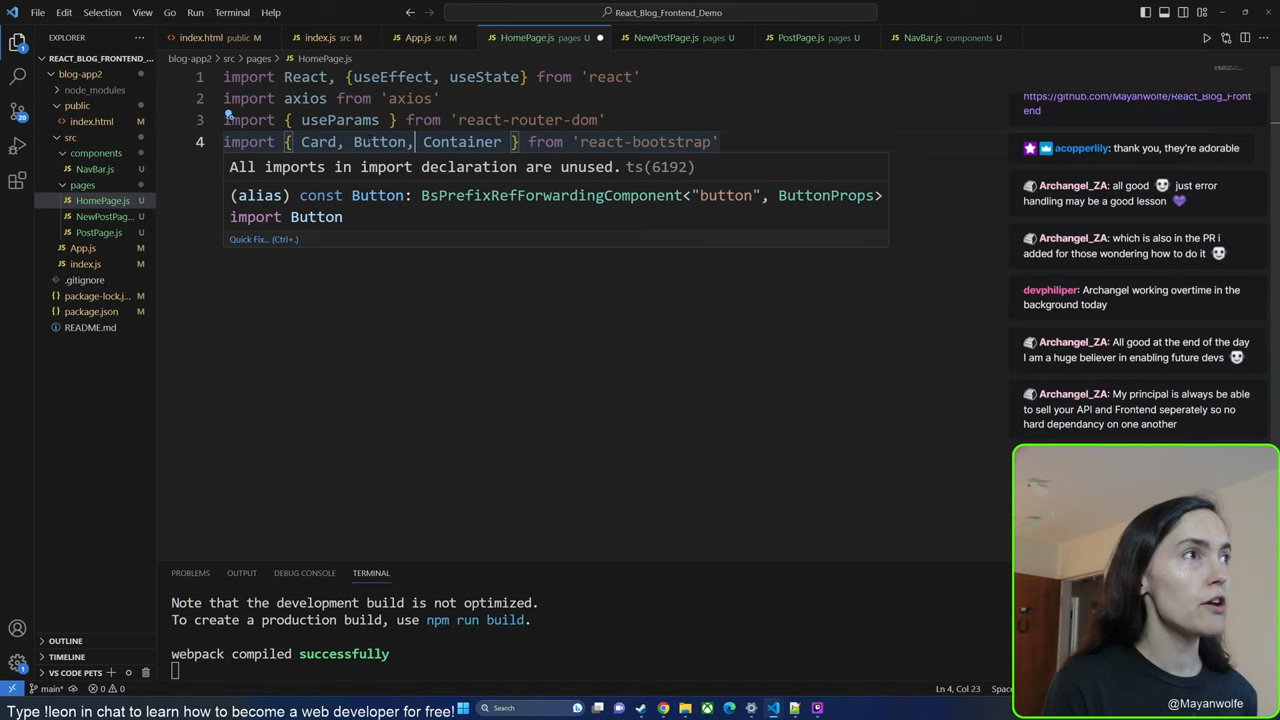 File Edit Selection View Go Run Terminal Help
React_Blog_Frontend_Demo
EXPLORER
index.html public M
index.js src M
App.js M
HomePage.js pages U
NewPostPage.js pages U
PostPage.js pages U
NavBar.js components U
blog-app2 > src > pages > HomePage.js
REACT_BLOG_FRONTEND_...
blog-app2
node_modules
public
index.html M
src
components
NavBar.js U
pages
HomePage.js U
NewPostPag... U
PostPage.js U
App.js M
index.js M
.gitignore
package-lock.j... M
package.json M
README.md
OUTLINE
TIMELINE
VS CODE PETS
1 import React, {useEffect, useState} from 'react'
2 import axios from 'axios'
3 import { useParams } from 'react-router-dom'
4 import { Card, Button, Container } from 'react-bootstrap'
All imports in import declaration are unused. ts(6192)
(alias) const Button: BsPrefixRefForwardingComponent<"button", ButtonProps>
import Button
Quick Fix... (Ctrl+.)
PROBLEMS OUTPUT DEBUG CONSOLE TERMINAL
Note that the development build is not optimized.
To create a production build, use npm run build.
webpack compiled successfully
https://github.com/Mayanwolfe/React_Blog_Front
end
acopperlily: thank you, they're adorable
Archangel_ZA: all good just error
handling may be a good lesson
Archangel_ZA: which is also in the PR i
added for those wondering how to do it
devphiliper: Archangel working overtime in the
background today
Archangel_ZA: All good at the end of the day
I am a huge believer in enabling future devs
Archangel_ZA: My principal is always be able
to sell your API and Frontend seperately so no
hard dependancy on one another
@Mayanwolfe
main* 0 0
Ln 4, Col 23
Type !leon in chat to learn how to become a web developer for free!
Search